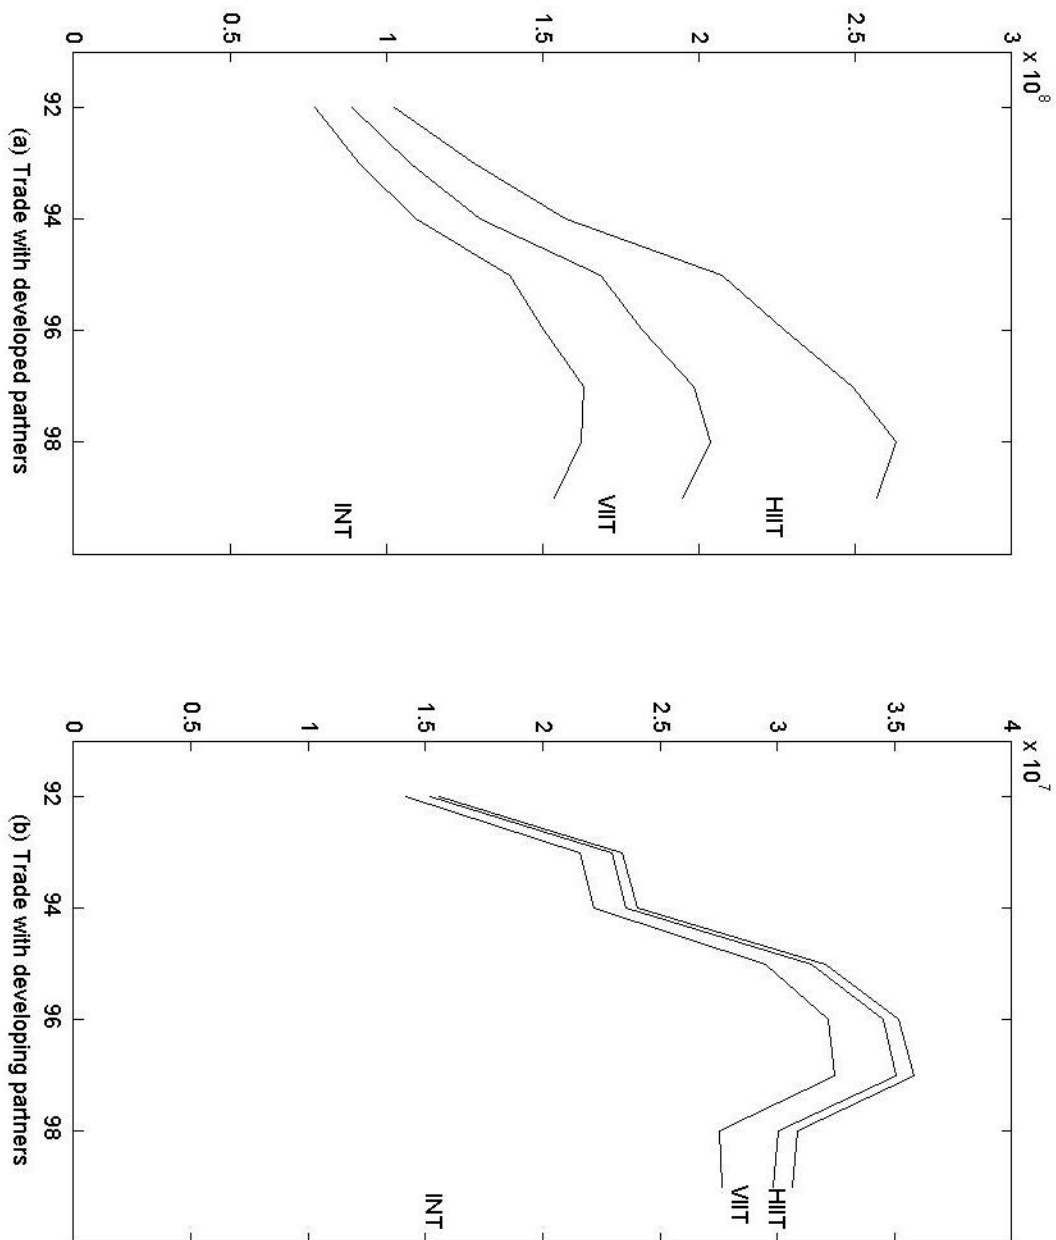 x 10^8
3
2.5
2
1.5
1
0.5
0
92
94
96
98
HIIT
VIIT
INT
(a) Trade with developed partners
x 10^7
4
3.5
3
2.5
2
1.5
1
0.5
0
92
94
96
98
HIIT
VIIT
INT
(b) Trade with developing partners